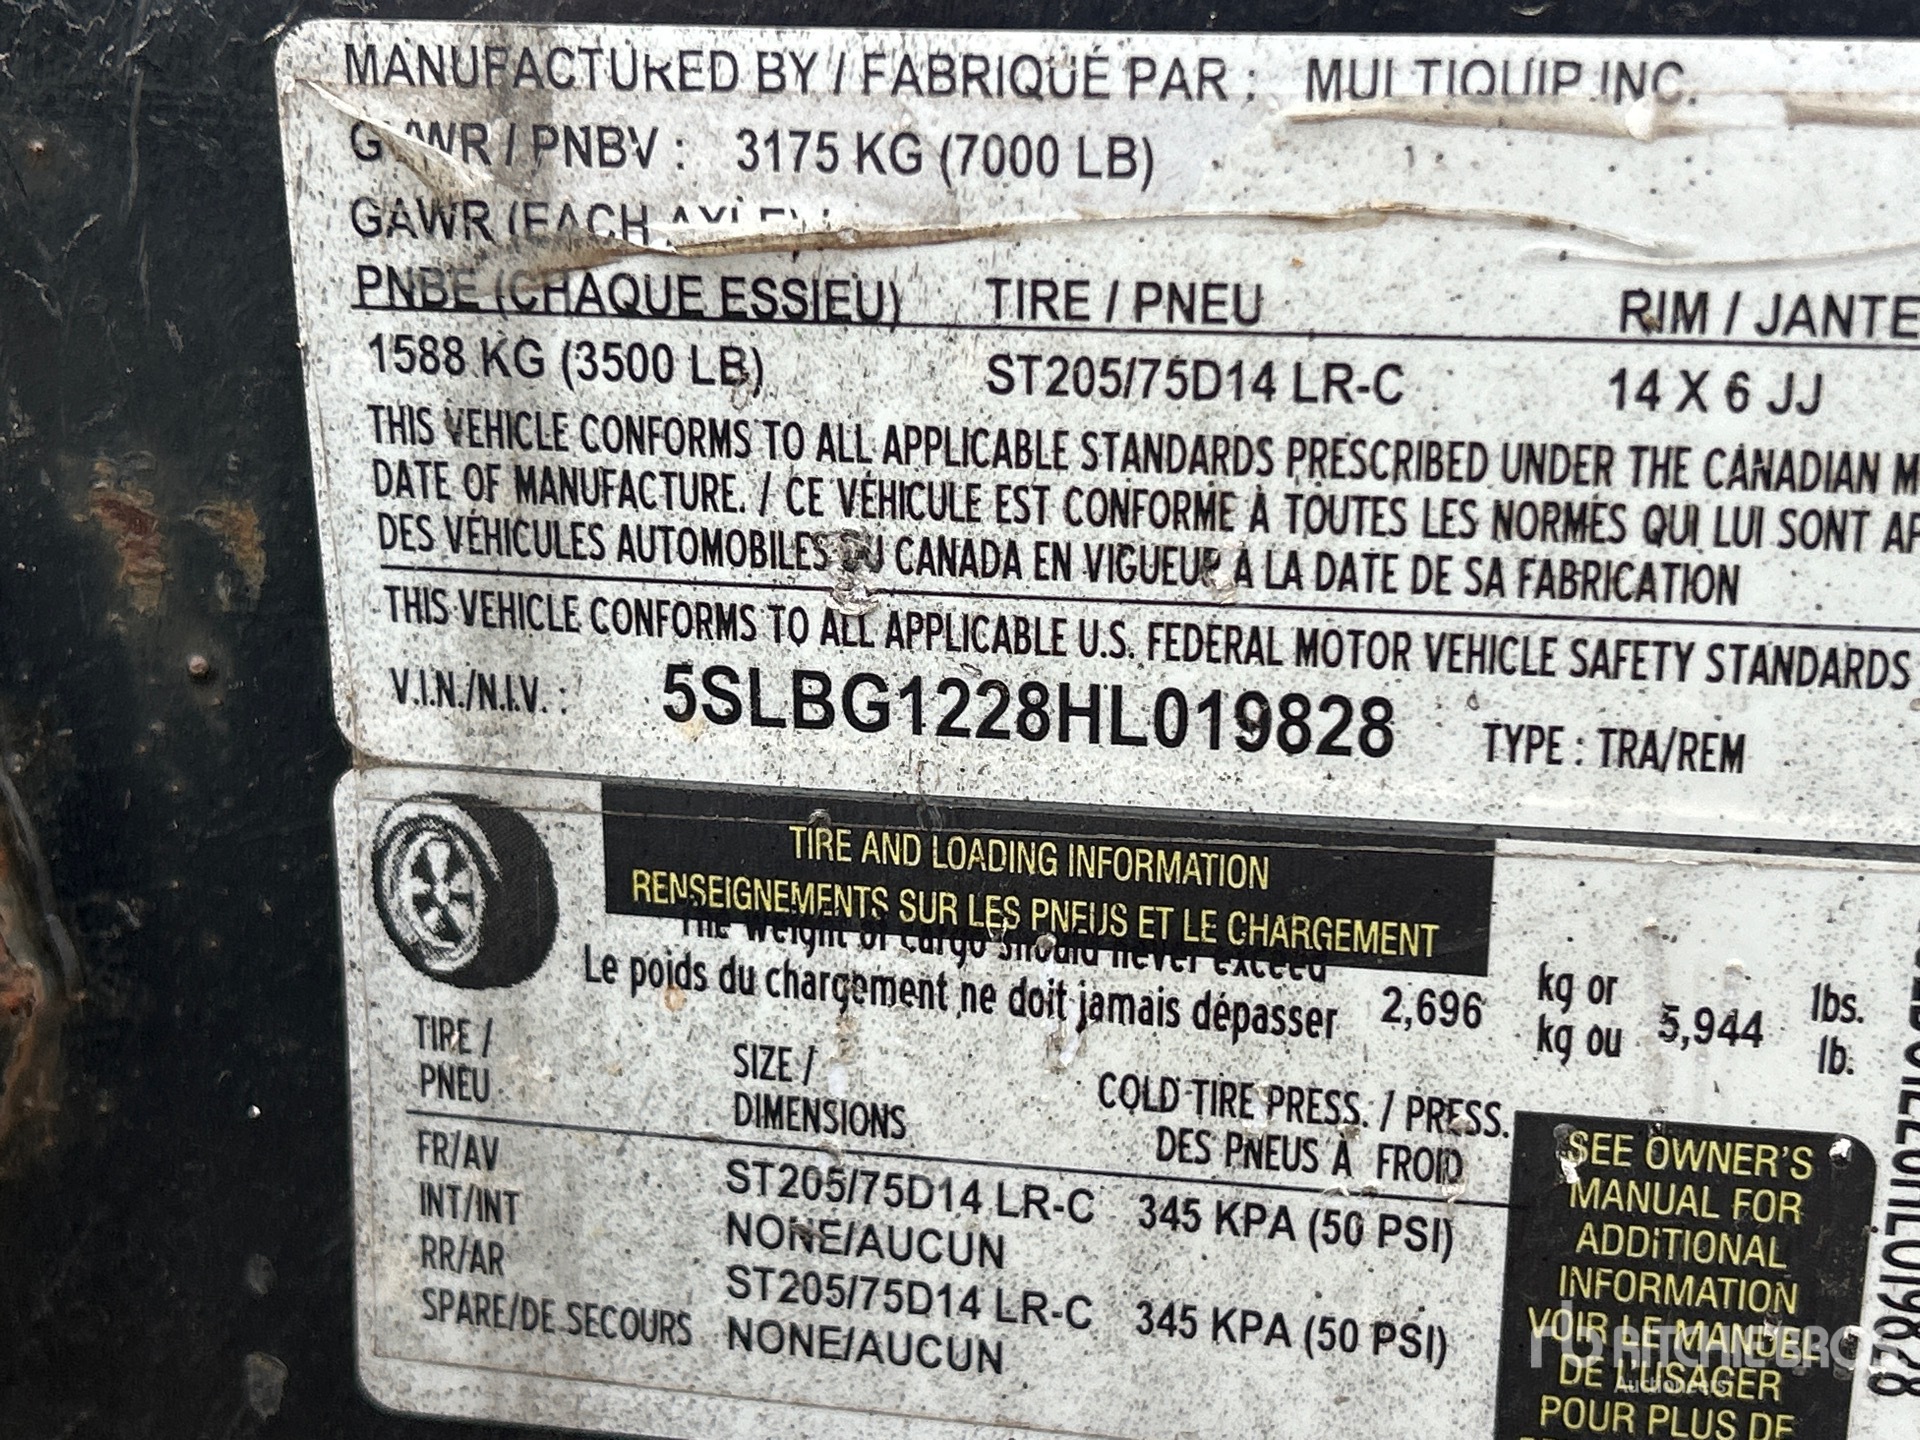 MANUFACTURED BY / FABRIQUÉ PAR : MULTIQUIP INC.
GVWR / PNBV : 3175 KG (7000 LB)
GAWR (EACH AXLE) :
PNBE (CHAQUE ESSIEU) TIRE / PNEU RIM / JANTE
1588 KG (3500 LB) ST205/75D14 LR-C 14 X 6 JJ
THIS VEHICLE CONFORMS TO ALL APPLICABLE STANDARDS PRESCRIBED UNDER THE CANADIAN M
DATE OF MANUFACTURE. / CE VÉHICULE EST CONFORME À TOUTES LES NORMES QUI LUI SONT AP
DES VÉHICULES AUTOMOBILES DU CANADA EN VIGUEUR À LA DATE DE SA FABRICATION
THIS VEHICLE CONFORMS TO ALL APPLICABLE U.S. FEDERAL MOTOR VEHICLE SAFETY STANDARDS
V.I.N./N.I.V. : 5SLBG1228HL019828 TYPE : TRA/REM
TIRE AND LOADING INFORMATION
RENSEIGNEMENTS SUR LES PNEUS ET LE CHARGEMENT
The weight of cargo should never exceed
Le poids du chargement ne doit jamais dépasser 2,696 kg or 5,944 lbs.
kg ou lb.
TIRE / SIZE / COLD TIRE PRESS. / PRESS.
PNEU DIMENSIONS DES PNEUS À FROID
FR/AV ST205/75D14 LR-C 345 KPA (50 PSI)
INT/INT NONE/AUCUN
RR/AR ST205/75D14 LR-C 345 KPA (50 PSI)
SPARE/DE SECOURS NONE/AUCUN
SEE OWNER'S
MANUAL FOR
ADDITIONAL
INFORMATION
VOIR LE MANUEL
DE L'USAGER
POUR PLUS DE
RITCHIE BROS
Auctioneers